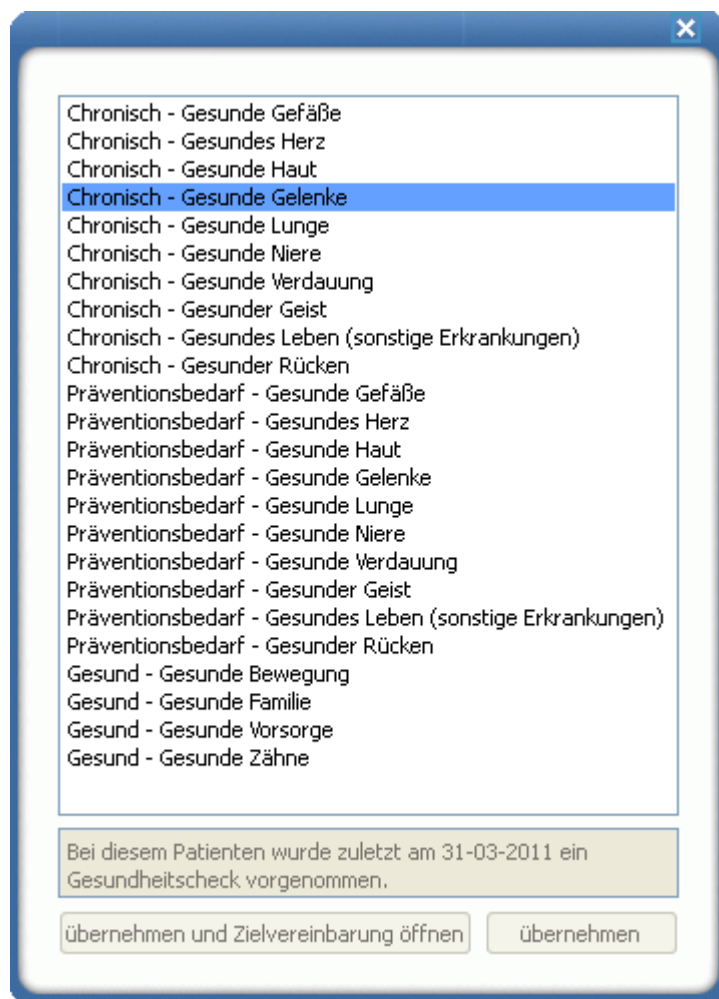 Chronisch - Gesunde Gefäße
Chronisch - Gesundes Herz
Chronisch - Gesunde Haut
Chronisch - Gesunde Gelenke
Chronisch - Gesunde Lunge
Chronisch - Gesunde Niere
Chronisch - Gesunde Verdauung
Chronisch - Gesunder Geist
Chronisch - Gesundes Leben (sonstige Erkrankungen)
Chronisch - Gesunder Rücken
Präventionsbedarf - Gesunde Gefäße
Präventionsbedarf - Gesundes Herz
Präventionsbedarf - Gesunde Haut
Präventionsbedarf - Gesunde Gelenke
Präventionsbedarf - Gesunde Lunge
Präventionsbedarf - Gesunde Niere
Präventionsbedarf - Gesunde Verdauung
Präventionsbedarf - Gesunder Geist
Präventionsbedarf - Gesundes Leben (sonstige Erkrankungen)
Präventionsbedarf - Gesunder Rücken
Gesund - Gesunde Bewegung
Gesund - Gesunde Familie
Gesund - Gesunde Vorsorge
Gesund - Gesunde Zähne
Bei diesem Patienten wurde zuletzt am 31-03-2011 ein
Gesundheitscheck vorgenommen.
übernehmen und Zielvereinbarung öffnen übernehmen